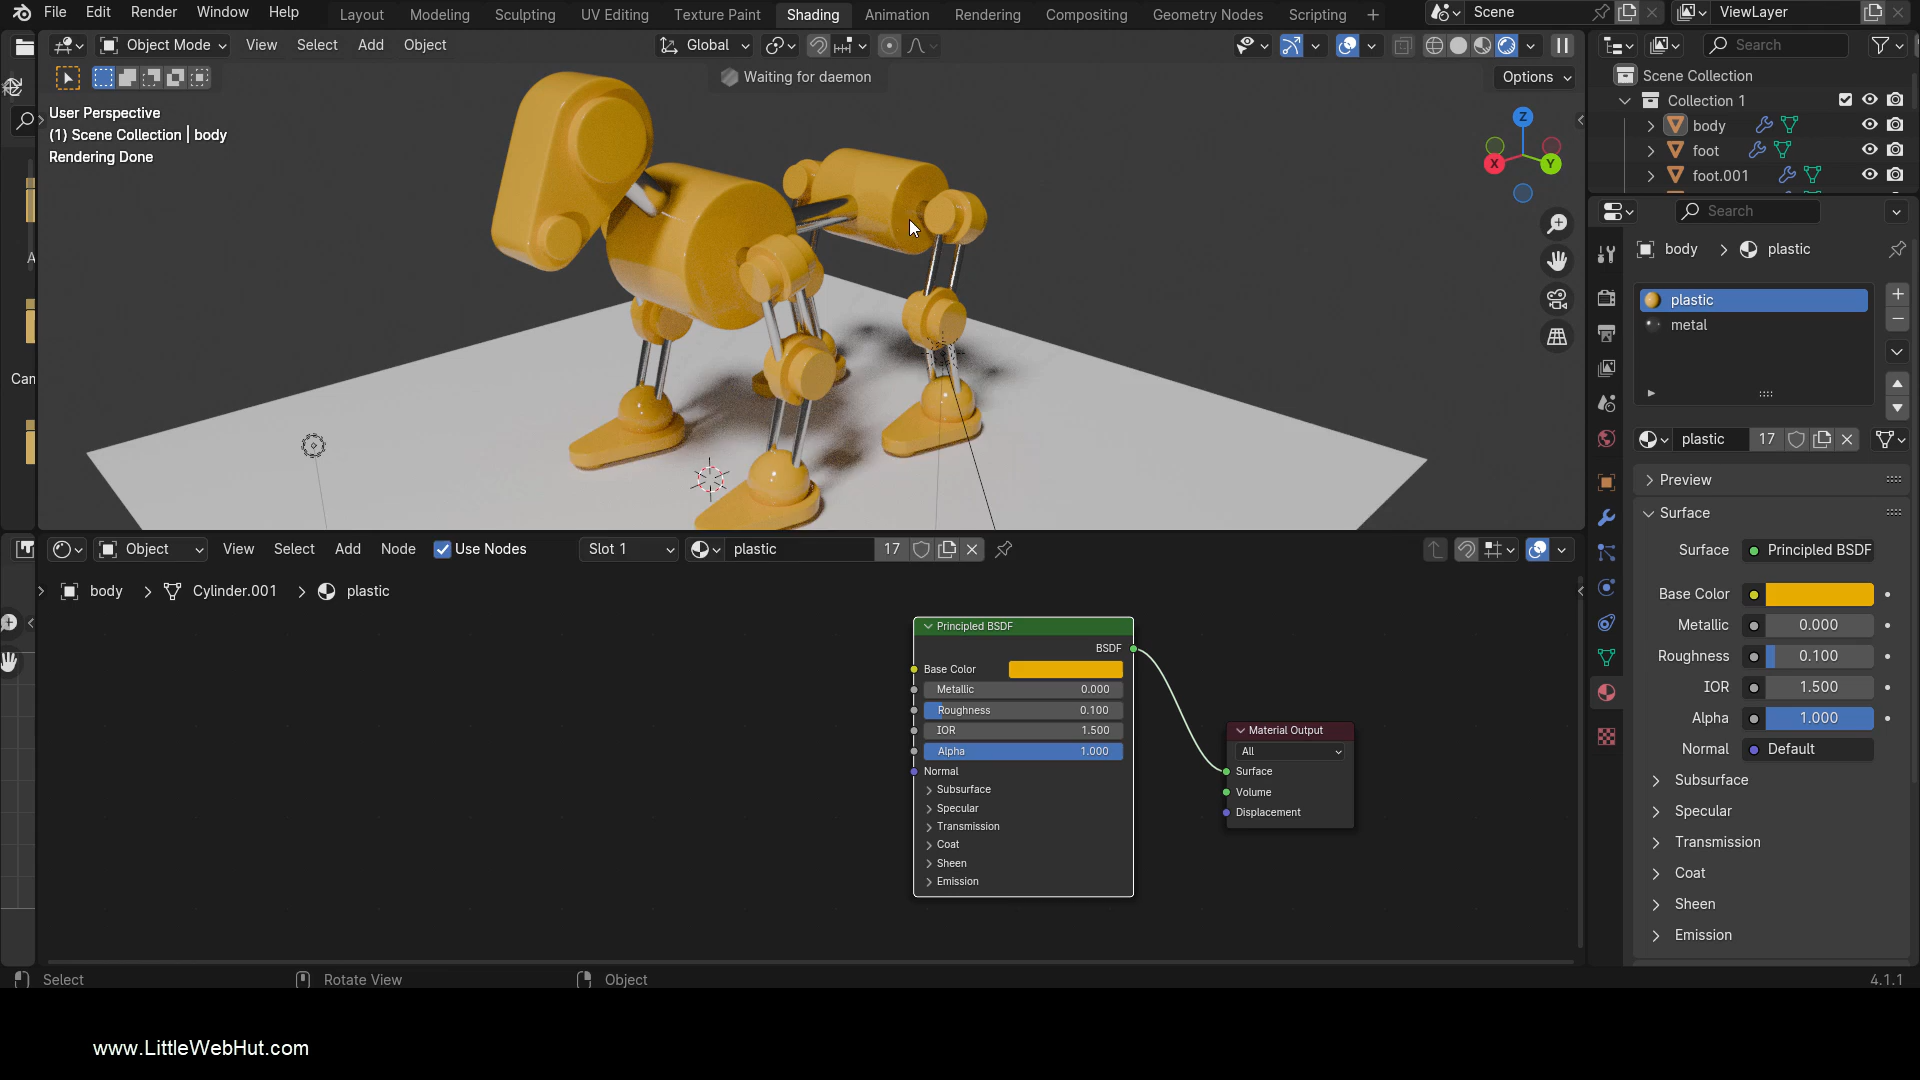 File Edit Render Window Help Layout Modeling Sculpting UV Editing Texture Paint Shading Animation Rendering Compositing Geometry Nodes Scripting + Scene ViewLayer
Object Mode View Select Add Object Global Search
Waiting for daemon Options
User Perspective
(1) Scene Collection | body
Rendering Done
Z
X
Y
Scene Collection
Collection 1
body
foot
foot.001
Search
body > plastic
plastic
metal
plastic 17
Preview
Surface
Surface Principled BSDF
Base Color
Metallic 0.000
Roughness 0.100
IOR 1.500
Alpha 1.000
Normal Default
Subsurface
Specular
Transmission
Coat
Sheen
Emission
A
Can
Object View Select Add Node Use Nodes Slot 1 plastic 17
body > Cylinder.001 > plastic
Principled BSDF
BSDF
Base Color
Metallic 0.000
Roughness 0.100
IOR 1.500
Alpha 1.000
Normal
Subsurface
Specular
Transmission
Coat
Sheen
Emission
Material Output
All
Surface
Volume
Displacement
Select Rotate View Object 4.1.1
www.LittleWebHut.com